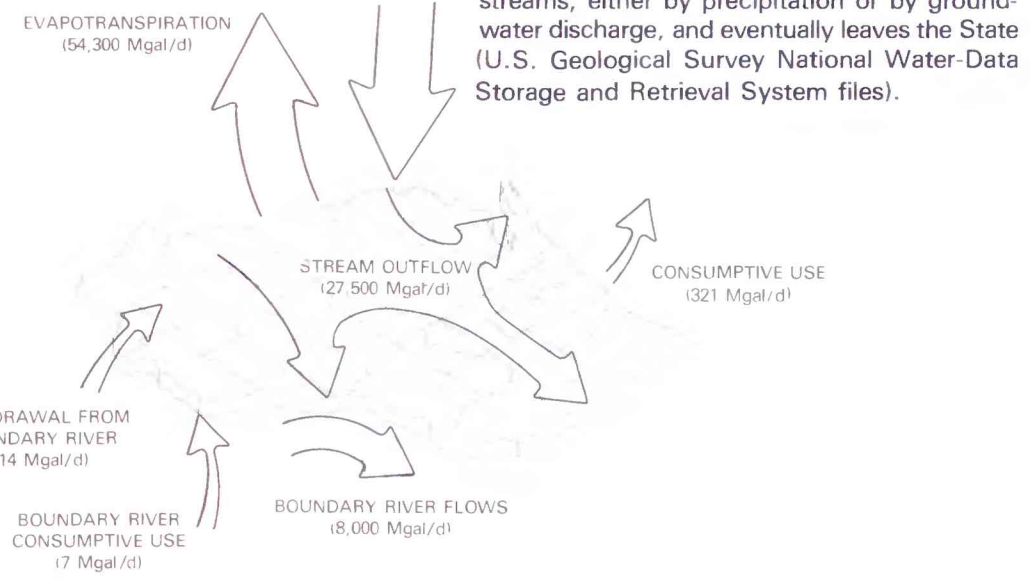 streams, either by precipitation or by ground-
water discharge, and eventually leaves the State
(U.S. Geological Survey National Water-Data
Storage and Retrieval System files).
EVAPOTRANSPIRATION
(54,300 Mgal/d)
STREAM OUTFLOW
(27,500 Mgal/d)
CONSUMPTIVE USE
(321 Mgal/d)
FROM
RIVER
14 Mgal/d)
BOUNDARY RIVER
CONSUMPTIVE USE
(7 Mgal/d)
BOUNDARY RIVER FLOWS
(8,000 Mgal/d)